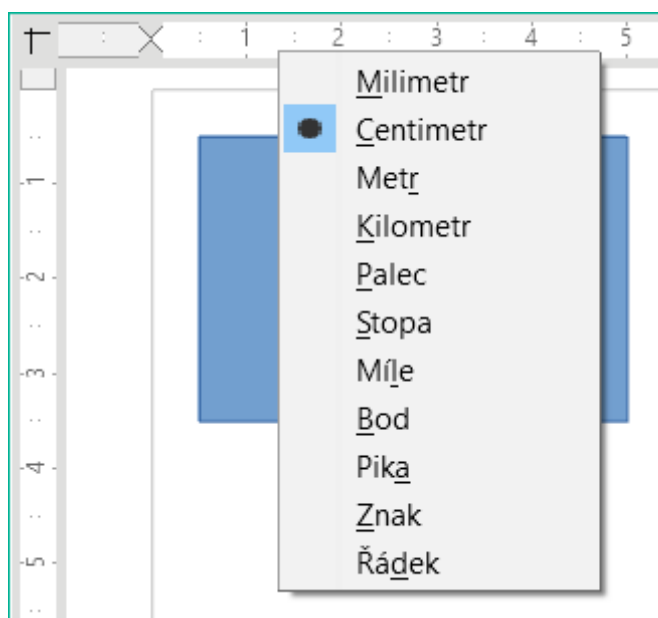 1 2 3 4 5
Milimetr
Centimetr
Metr
Kilometr
Palec
Stopa
Míle
Bod
Pika
Znak
Řádek
1
2
3
4
5